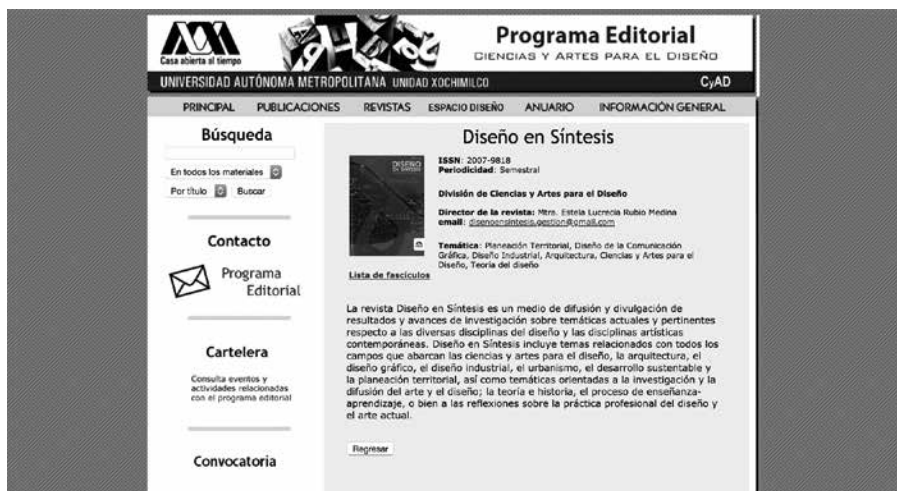 Casa abierta al tiempo
Programa Editorial
CIENCIAS Y ARTES PARA EL DISEÑO
UNIVERSIDAD AUTÓNOMA METROPOLITANA UNIDAD XOCHIMILCO
CyAD
PRINCIPAL PUBLICACIONES REVISTAS ESPACIO DISEÑO ANUARIO INFORMACIÓN GENERAL
Búsqueda
En todos los materiales
Por título Buscar
Contacto
Programa
Editorial
Cartelera
Consulta eventos y
actividades relacionadas
con el programa editorial
Convocatoria
Diseño en Síntesis
DISEÑO
EN SÍNTESIS
ISSN: 2007-9818
Periodicidad: Semestral
División de Ciencias y Artes para el Diseño
Director de la revista: Mtra. Estela Lucrecia Rubio Medina
email: disenoensintesis.gestion@gmail.com
Temática: Planeación Territorial, Diseño de la Comunicación
Gráfica, Diseño Industrial, Arquitectura, Ciencias y Artes para el
Diseño, Teoría del diseño
Lista de fascículos
La revista Diseño en Síntesis es un medio de difusión y divulgación de
resultados y avances de investigación sobre temáticas actuales y pertinentes
respecto a las diversas disciplinas del diseño y las disciplinas artísticas
contemporáneas. Diseño en Síntesis incluye temas relacionados con todos los
campos que abarcan las ciencias y artes para el diseño, la arquitectura, el
diseño gráfico, el diseño industrial, el urbanismo, el desarrollo sustentable y
la planeación territorial, así como temáticas orientadas a la investigación y la
difusión del arte y el diseño; la teoría e historia, el proceso de enseñanza-
aprendizaje, o bien a las reflexiones sobre la práctica profesional del diseño y
el arte actual.
Regresar